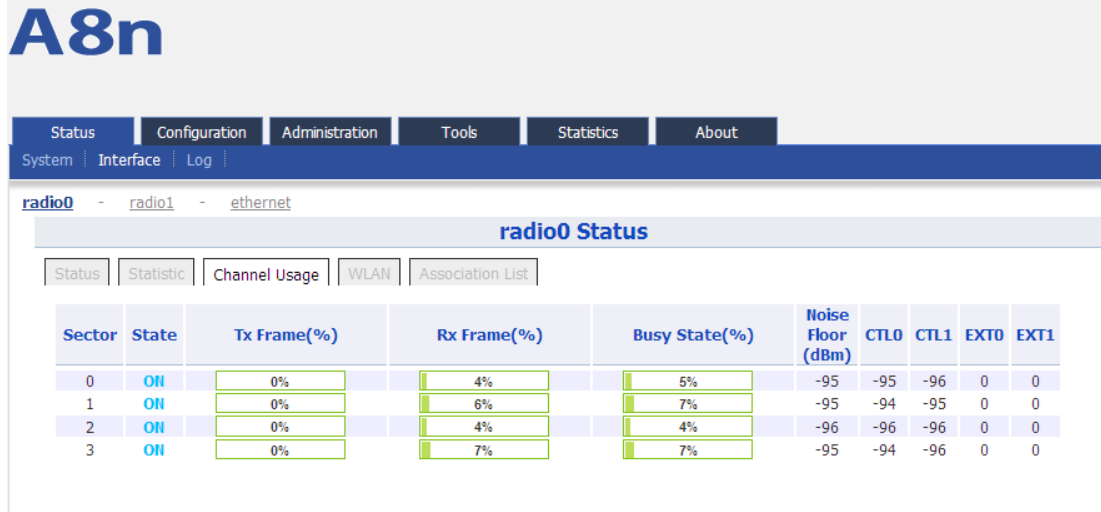 A8n
Status Configuration Administration Tools Statistics About
System Interface Log
radio0 - radio1 - ethernet
radio0 Status
Status Statistic Channel Usage WLAN Association List
Sector State Tx Frame(%) Rx Frame(%) Busy State(%) Noise Floor (dBm) CTL0 CTL1 EXT0 EXT1
0 ON 0% 4% 5% -95 -95 -96 0 0
1 ON 0% 6% 7% -95 -94 -95 0 0
2 ON 0% 4% 4% -96 -96 -96 0 0
3 ON 0% 7% 7% -95 -94 -96 0 0